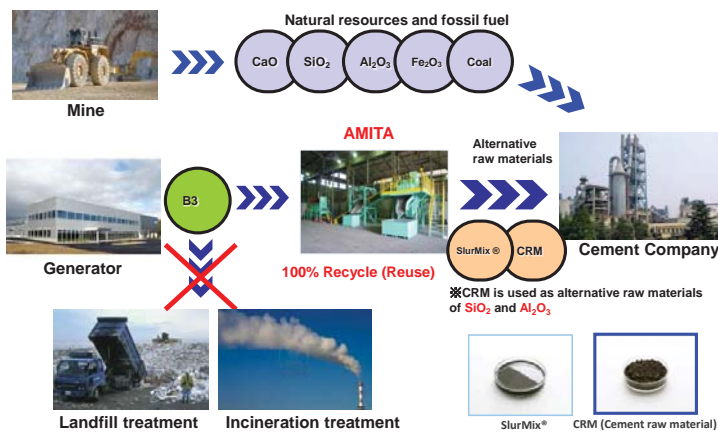 Natural resources and fossil fuel
CaO
SiO₂
Al₂O₃
Fe₂O₃
Coal
Mine
AMITA
Alternative
raw materials
B3
Generator
100% Recycle (Reuse)
SlurMix ®
CRM
Cement Company
※CRM is used as alternative raw materials
of SiO₂ and Al₂O₃
Landfill treatment
Incineration treatment
SlurMix®
CRM (Cement raw material)